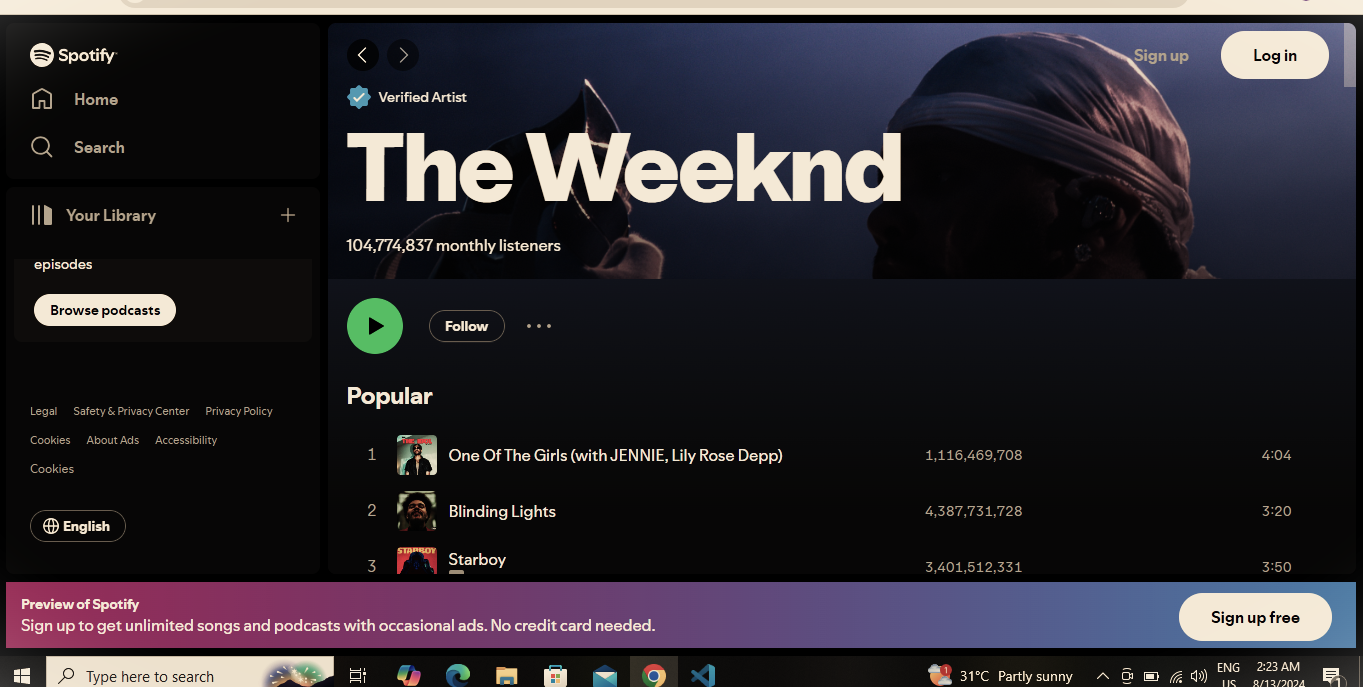 Spotify
Home
Search
Your Library
episodes
Browse podcasts
Legal Safety & Privacy Center Privacy Policy
Cookies About Ads Accessibility
Cookies
English
Sign up
Log in
Verified Artist
The Weeknd
104,774,837 monthly listeners
Follow
Popular
1 One Of The Girls (with JENNIE, Lily Rose Depp) 1,116,469,708 4:04
2 Blinding Lights 4,387,731,728 3:20
STARBOY
3 Starboy 3,401,512,331 3:50
Preview of Spotify
Sign up to get unlimited songs and podcasts with occasional ads. No credit card needed.
Sign up free
Type here to search
1
31°C Partly sunny
ENG
US
2:23 AM
8/13/2024
1